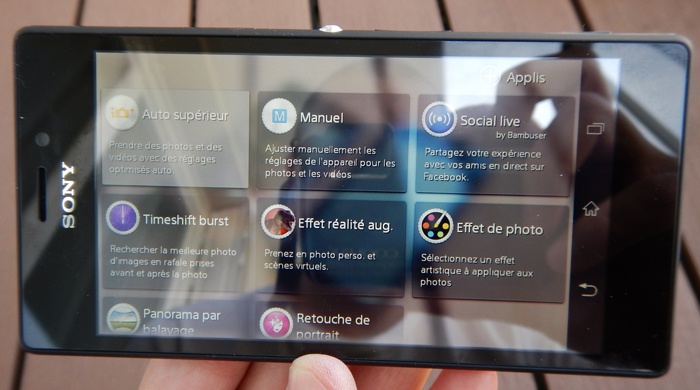 SONY
Applis
Auto supérieur
Prendre des photos et des
vidéos avec des réglages
optimisés auto.
Manuel
Ajuster manuellement les
réglages de l'appareil pour les
photos et les vidéos
Social live
by Bambuser
Partagez votre expérience
avec vos amis en direct sur
Facebook.
Timeshift burst
Rechercher la meilleure photo
d'images en rafale prises
avant et après la photo
Effet réalité aug.
Prenez en photo perso. et
scènes virtuels.
Effet de photo
Sélectionnez un effet
artistique à appliquer aux
photos
Panorama par
balayage
Retouche de
portrait